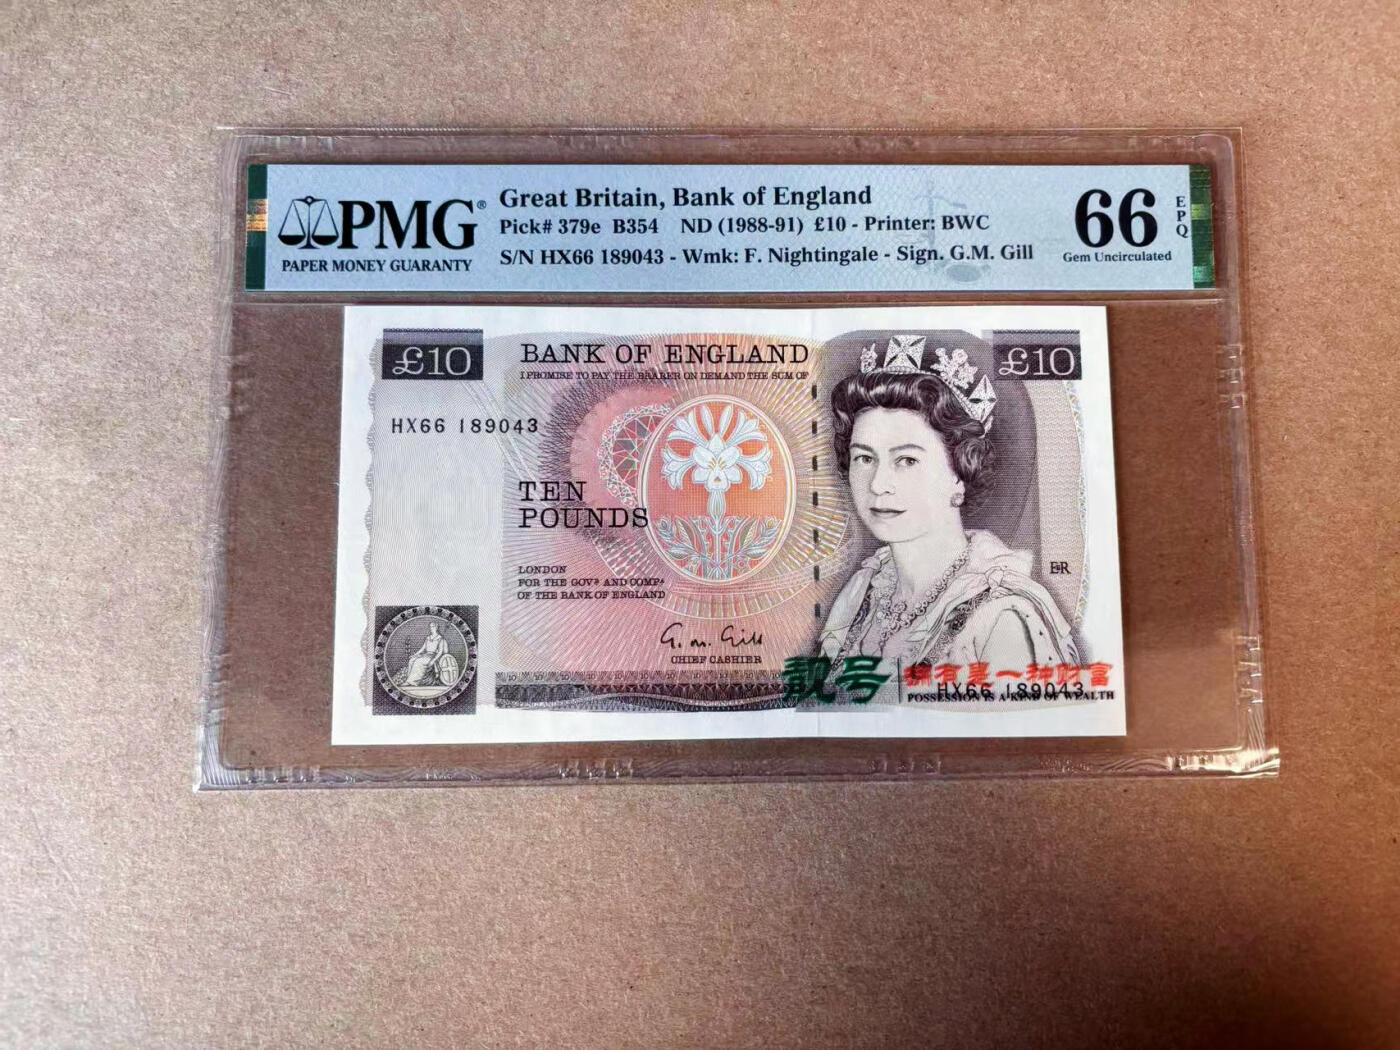 PMG®
PAPER MONEY GUARANTY
Great Britain, Bank of England
Pick# 379e B354 ND (1988-91) £10 - Printer: BWC
S/N HX66 189043 - Wmk: F. Nightingale - Sign. G.M. Gill
66
EPQ
Gem Uncirculated
£10
BANK OF ENGLAND
I PROMISE TO PAY THE BEARER ON DEMAND THE SUM OF
£10
HX66 189043
TEN
POUNDS
LONDON
FOR THE GOVR AND COMPA
OF THE BANK OF ENGLAND
EIIR
G. M. Gill
CHIEF CASHIER
靓号
拥有是一种财富
HX66 189043
POSSESSION IS A KIND OF WEALTH